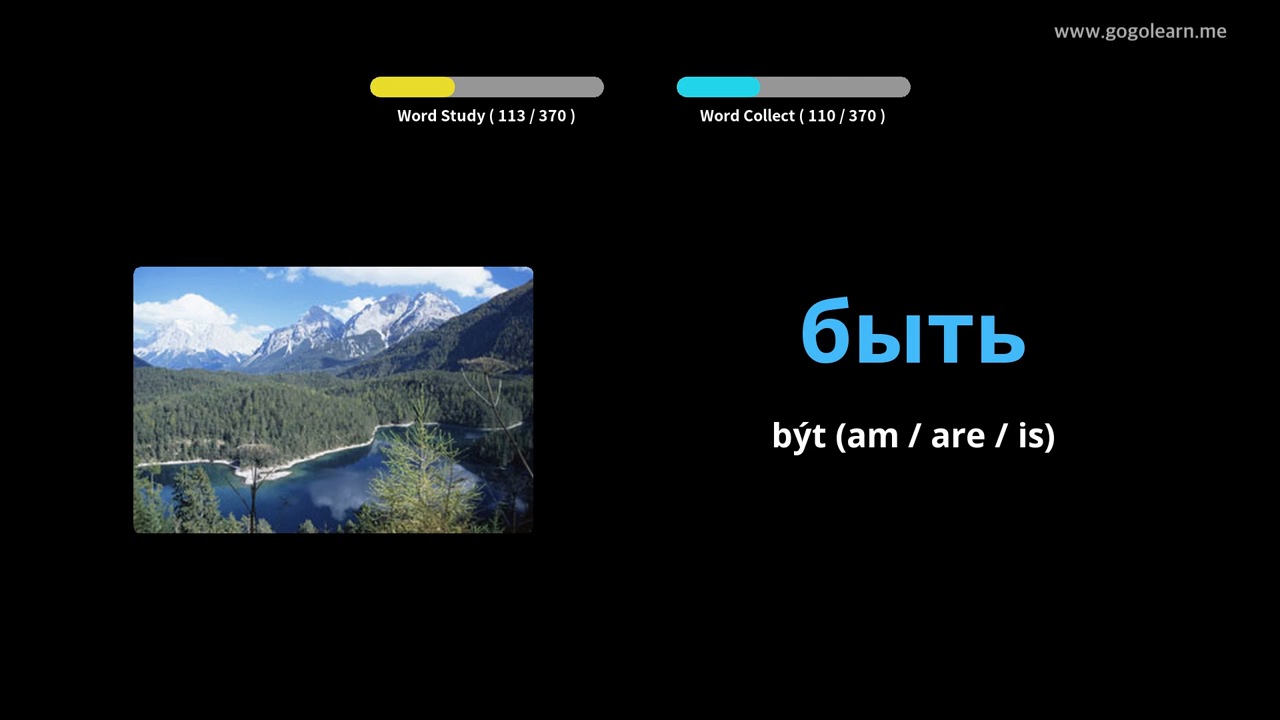 www.gogolearn.me
Word Study ( 113 / 370 )
Word Collect ( 110 / 370 )
быть
být (am / are / is)